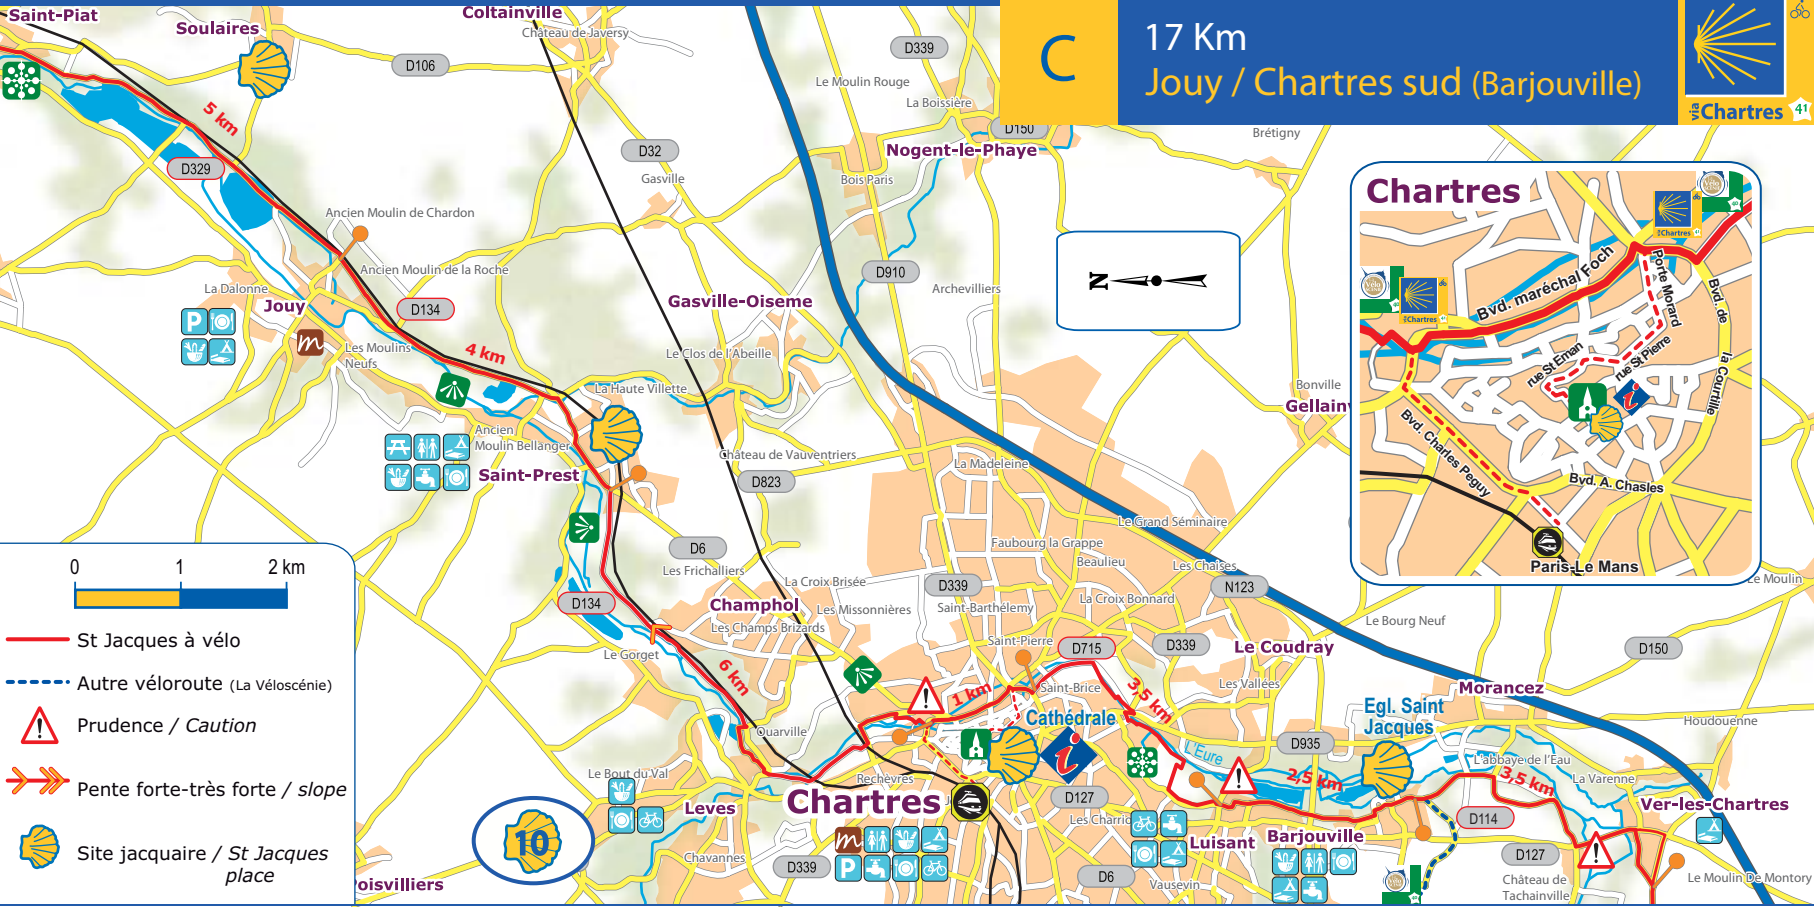 C
17 Km
Jouy / Chartres sud (Barjouville)
via Chartres 41
Saint-Piat
Soulaires
Coltainville
Château de Javersy
D106
D339
Le Moulin Rouge
La Boissière
D150
Nogent-le-Phaye
Brétigny
5 km
D329
D32
Gasville
Bois Paris
Ancien Moulin de Chardon
Ancien Moulin de la Roche
La Dalonne
Jouy
D134
Gasville-Oiseme
D910
Archevilliers
N
P
m
Les Moulins
Neufs
4 km
Le Clos de l'Abeille
La Haute Villette
Bonville
Ancien
Moulin Bellanger
Saint-Prest
Château de Vauventriers
La Madeleine
D823
Le Grand Séminaire
Faubourg la Grappe
Beaulieu
Les Chaises
D6
Les Frichalliers
La Croix Brisée
D339
N123
D134
Champhol
Les Missonnières
Saint-Barthélemy
La Croix Bonnard
Les Champs Brizards
Le Bourg Neuf
Le Moulin
Le Gorget
Saint-Pierre
D715
D339
Le Coudray
D150
6 km
1 km
Saint-Brice
3,5 km
Les Vallées
Morancez
Ouarville
Cathédrale
i
Egl. Saint
Jacques
Houdouenne
L'Eure
D935
L'abbaye de l'Eau
Le Bout du Val
Rechèvres
2,5 km
3,5 km
La Varenne
Leves
Chartres
D127
Ver-les-Chartres
10
D114
Luisant
Barjouville
Chavannes
D339
m
P
D6
Vausevin
D127
Château de
Tachainville
Le Moulin De Montory
Chartres
Bvd. maréchal Foch
Porte Morard
Bvd. de
la Courtille
rue St Eman
rue St Pierre
i
Bvd. Charles Peguy
Bvd. A. Chasles
Paris-Le Mans
Chartres
Chartres
0 1 2 km
St Jacques à vélo
Autre véloroute (La Véloscénie)
Prudence / Caution
Pente forte-très forte / slope
Site jacquaire / St Jacques
place